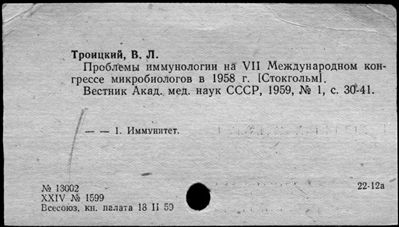 Троицкий, В. Л.
Проблемы иммунологии на VII Международном кон-
грессе микробиологов в 1958 г. [Стокгольм].
Вестник Акад. мед. наук СССР, 1959, № 1, с. 30-41.
— — 1. Иммунитет.
№ 13002
XXIV № 1599
Всесоюз. кн. палата 18 II 59
22-12а